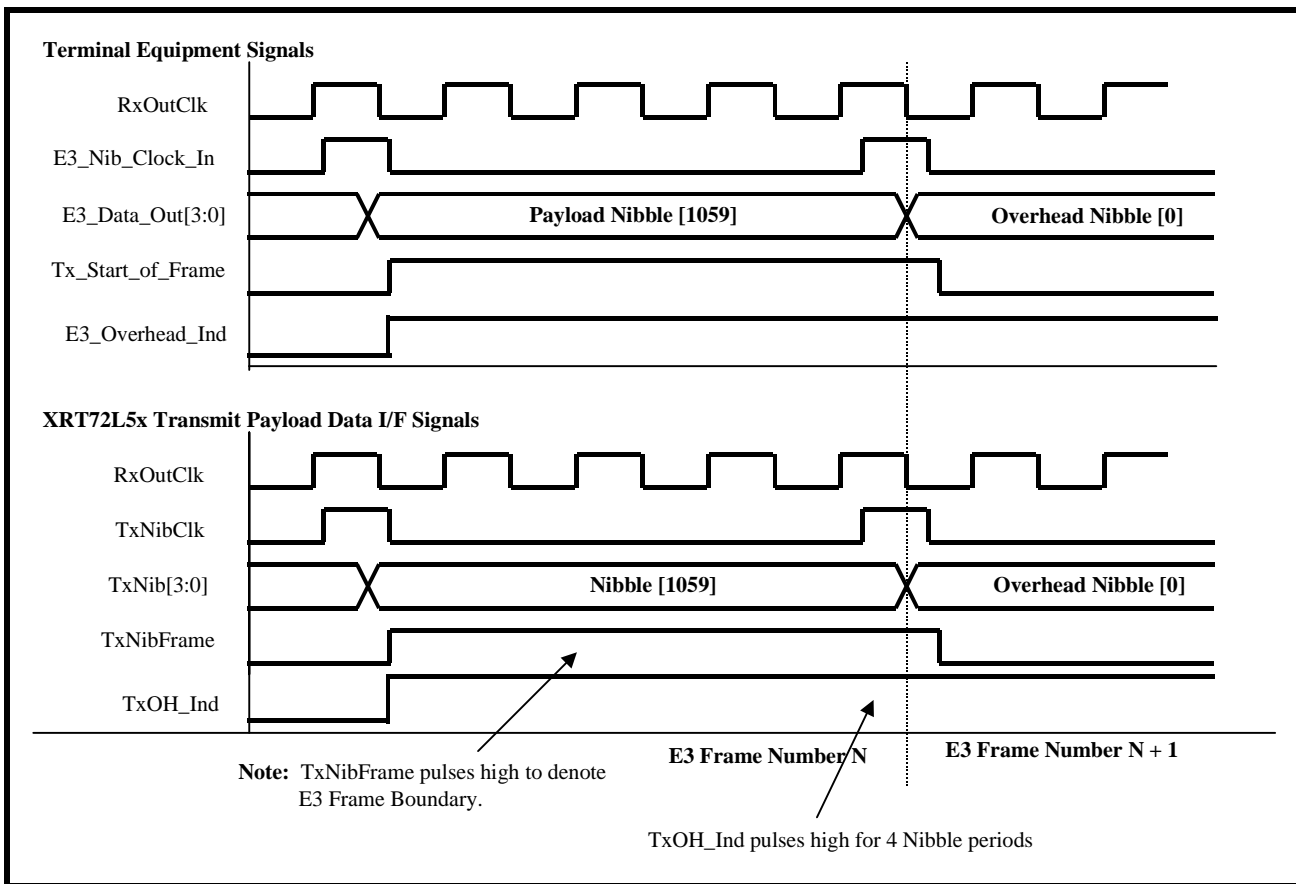 Terminal Equipment Signals
RxOutClk
E3_Nib_Clock_In
E3_Data_Out[3:0]
Payload Nibble [1059]
Overhead Nibble [0]
Tx_Start_of_Frame
E3_Overhead_Ind
XRT72L5x Transmit Payload Data I/F Signals
RxOutClk
TxNibClk
TxNib[3:0]
Nibble [1059]
Overhead Nibble [0]
TxNibFrame
TxOH_Ind
E3 Frame Number N
E3 Frame Number N + 1
Note: TxNibFrame pulses high to denote
E3 Frame Boundary.
TxOH_Ind pulses high for 4 Nibble periods